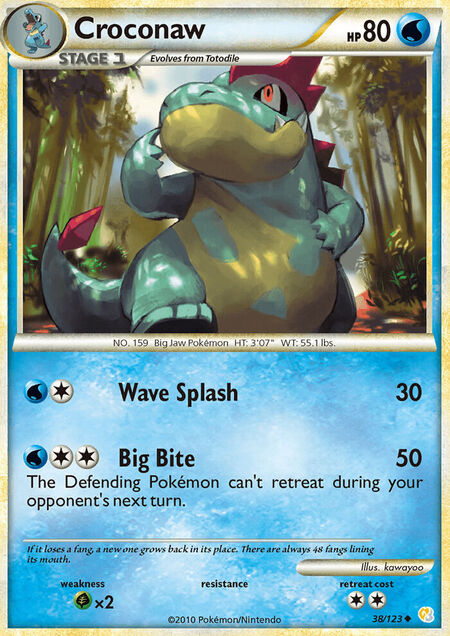 Croconaw HP 80
STAGE 1 Evolves from Totodile
NO. 159 Big Jaw Pokémon HT: 3'07" WT: 55.1 lbs.
Wave Splash 30
Big Bite 50
The Defending Pokémon can't retreat during your
opponent's next turn.
If it loses a fang, a new one grows back in its place. There are always 48 fangs lining
its mouth.
Illus. kawayoo
weakness resistance retreat cost
×2
©2010 Pokémon/Nintendo 38/123